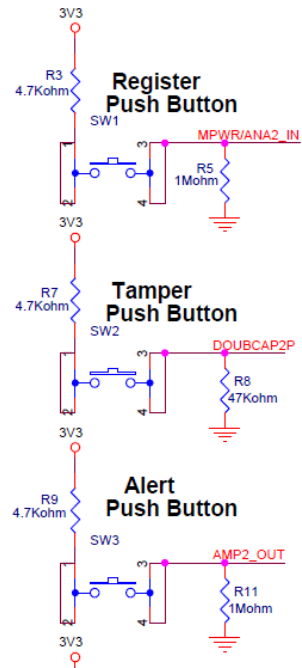 3V3
R3
4.7Kohm
Register
Push Button
SW1
1
3
MPWR/ANA2_IN
R5
1Mohm
2
4
3V3
R7
4.7Kohm
Tamper
Push Button
SW2
1
3
DOUBCAP2P
R8
47Kohm
2
4
3V3
R9
4.7Kohm
Alert
Push Button
SW3
1
3
AMP2_OUT
R11
1Mohm
2
4
3V3